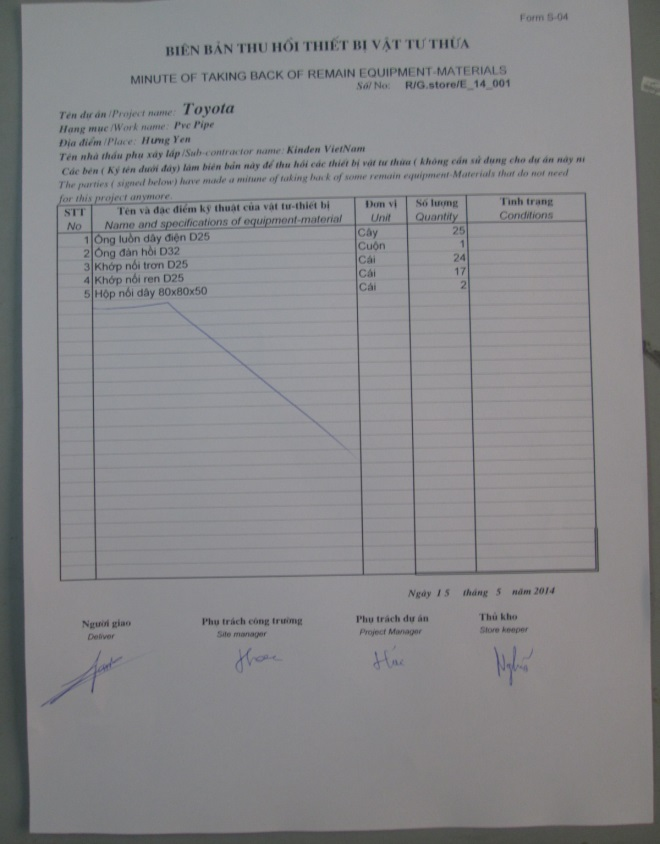 Form S-04
BIÊN BẢN THU HỒI THIẾT BỊ VẬT TƯ THỪA
MINUTE OF TAKING BACK OF REMAIN EQUIPMENT-MATERIALS
Số/ No: R/G.store/E_14_001
Tên dự án /Project name: Toyota
Hạng mục /Work name: Pvc Pipe
Địa điểm /Place: Hưng Yen
Tên nhà thầu phụ xây lắp /Sub-contractor name: Kinden VietNam
Các bên ( Ký tên dưới đây) làm biên bản này để thu hồi các thiết bị vật tư thừa ( không cần sử dụng cho dự án này nữ
The parties ( signed below) have made a mitune of taking back of some remain equipment-Materials that do not need
for this project anymore.
STT Tên và đặc điểm kỹ thuật của vật tư-thiết bị Đơn vị Số lượng Tình trạng
No Name and specifications of equipment-material Unit Quantity Conditions
1 Ống luồn dây điện D25 Cây 25
2 Ống đàn hồi D32 Cuộn 1
3 Khớp nối trơn D25 Cái 24
4 Khớp nối ren D25 Cái 17
5 Hộp nối dây 80x80x50 Cái 2
Ngày 15 tháng 5 năm 2014
Người giao Phụ trách công trường Phụ trách dự án Thủ kho
Deliver Site manager Project Manager Store keeper